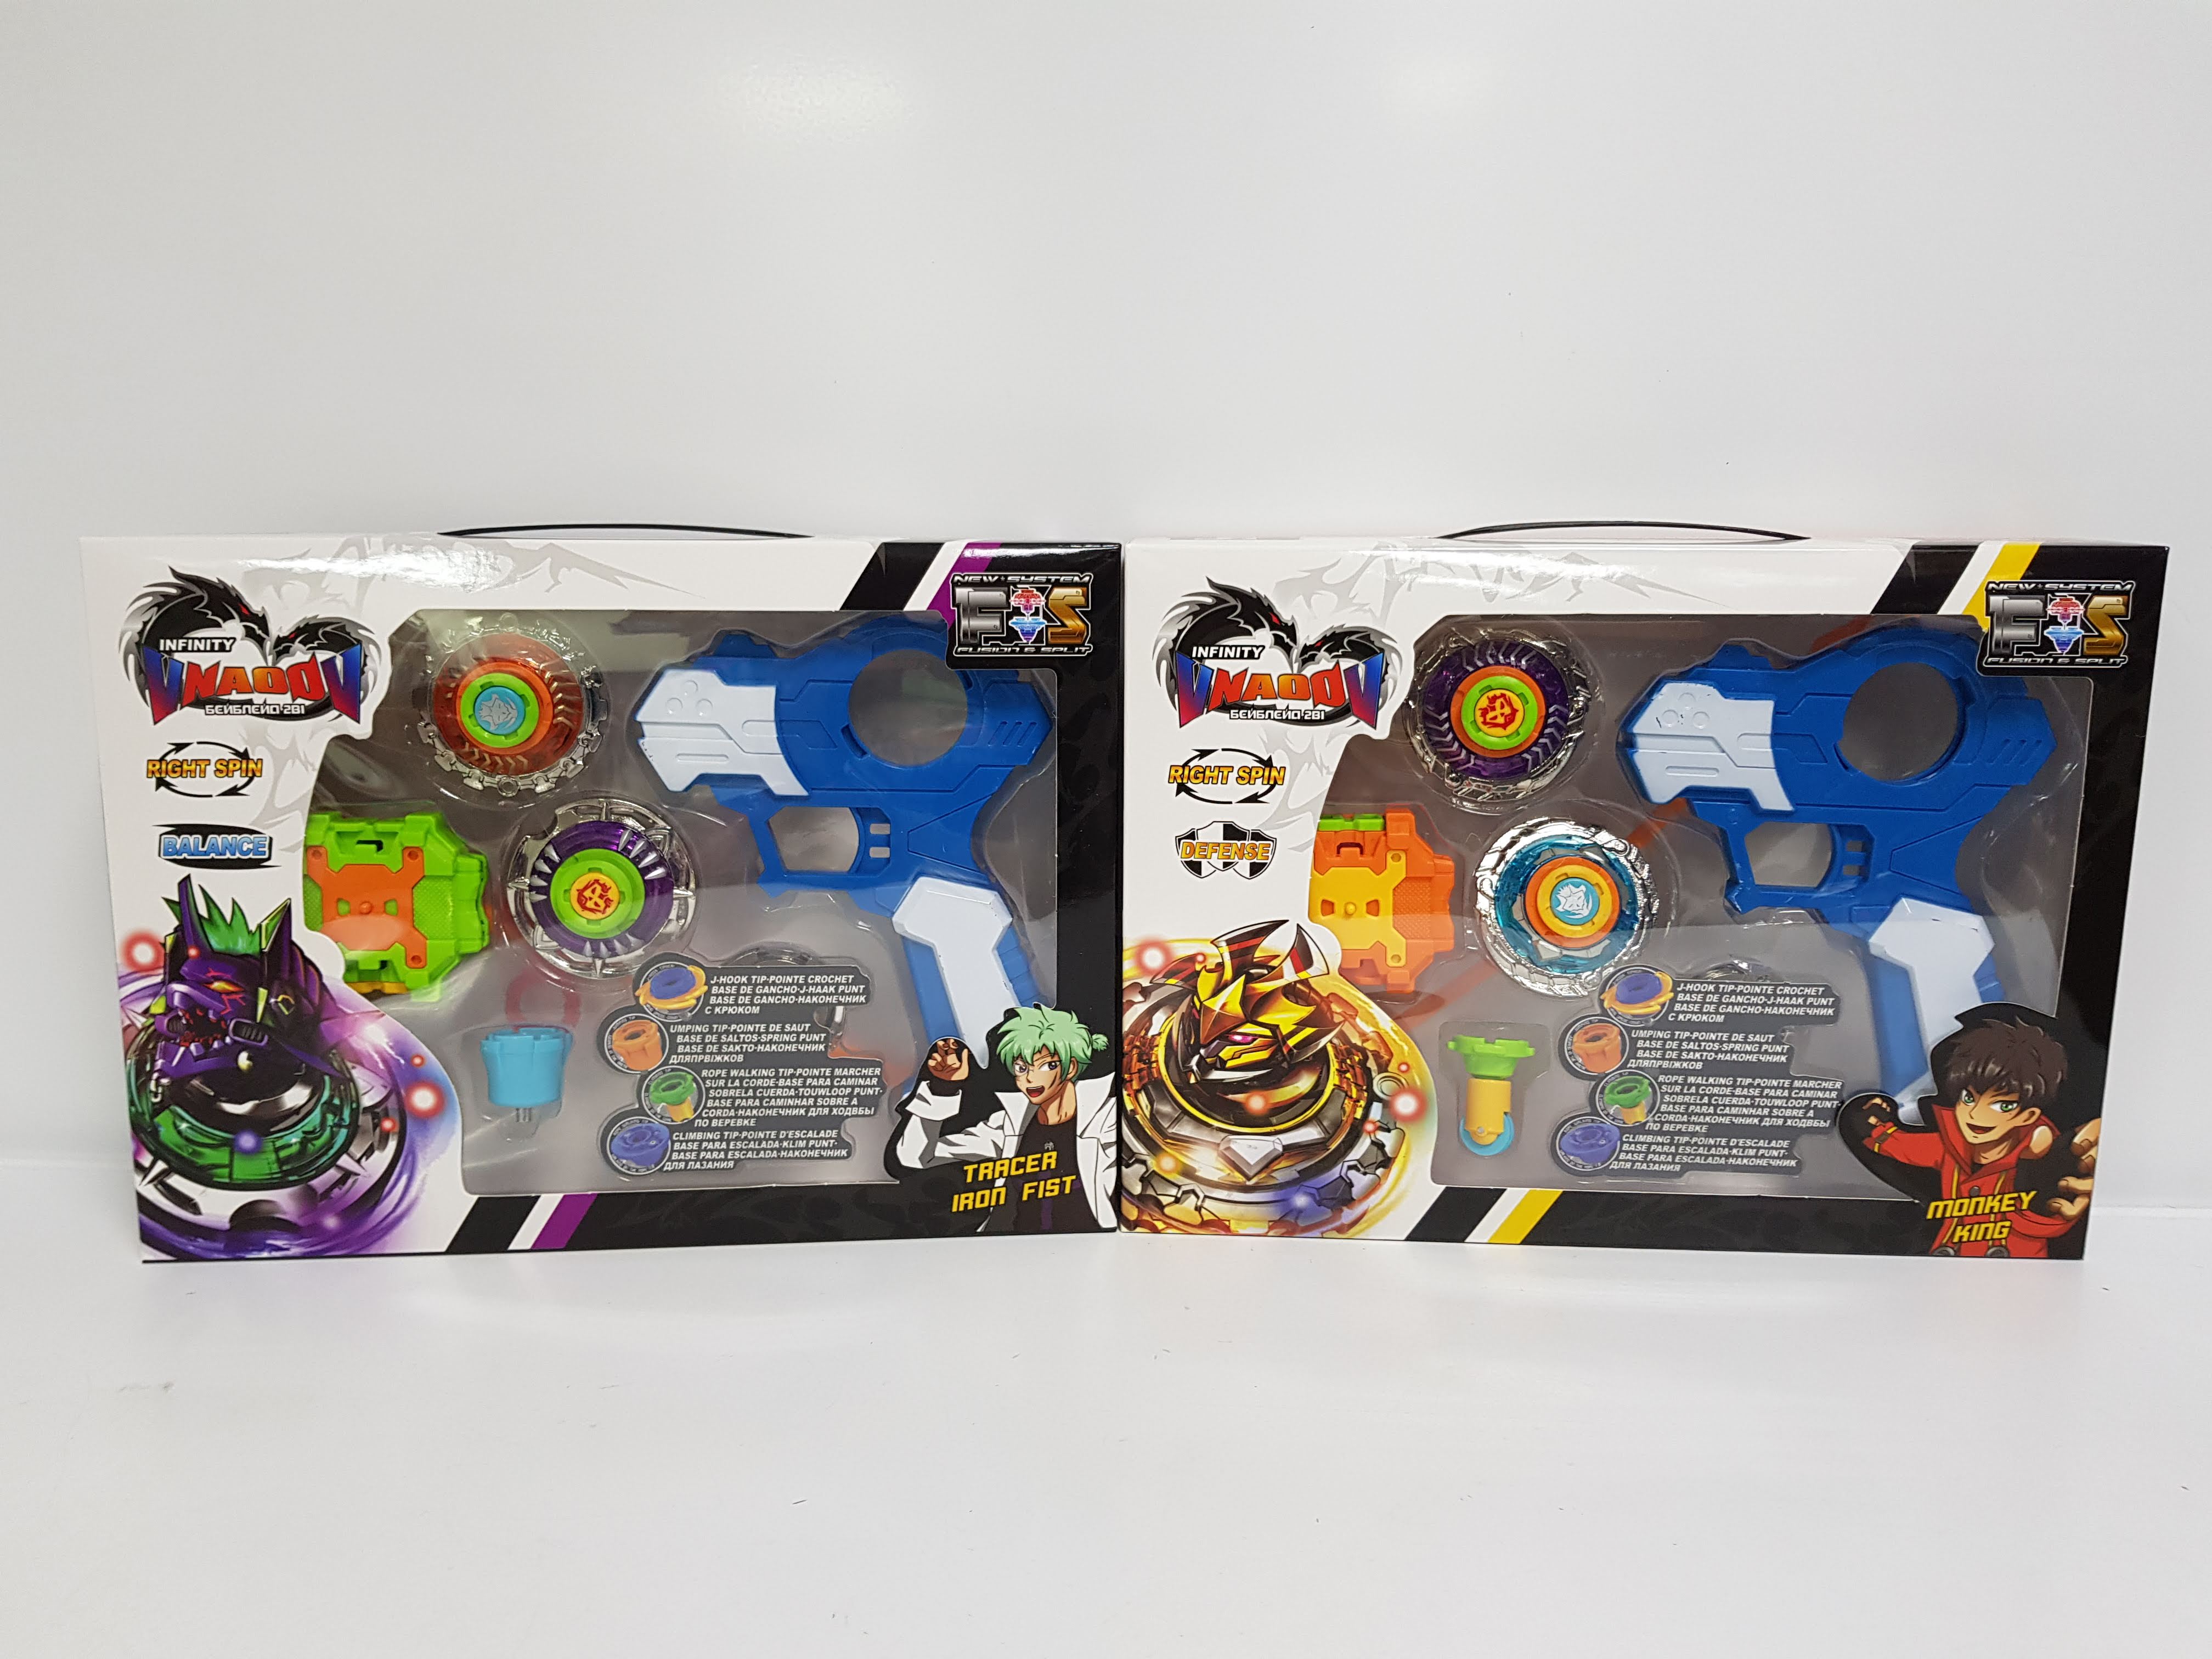 INFINITY
VNAODV
БЕЙБЛЕЙД 2В1
RIGHT SPIN
BALANCE
NEW SYSTEM
F S
FUSION & SPLIT
J-HOOK TIP·POINTE CROCHET
BASE DE GANCHO·J-HAAK PUNT
BASE DE GANCHO·НАКОНЕЧНИК
С КРЮКОМ
UMPING TIP·POINTE DE SAUT
BASE DE SALTOS·SPRING PUNT
BASE DE SAKTO·НАКОНЕЧНИК
ДЛЯПРВІЖКОВ
ROPE WALKING TIP·POINTE MARCHER
SUR LA CORDE·BASE PARA CAMINAR
SOBRELA CUERDA·TOUWLOOP PUNT·
BASE PARA CAMINHAR SOBRE A
CORDA·НАКОНЕЧНИК ДЛЯ ХОДВБЫ
ПО ВЕРЕВКЕ
CLIMBING TIP·POINTE D'ESCALADE
BASE PARA ESCALADA·KLIM PUNT·
BASE PARA ESCALADA·НАКОНЕЧНИК
ДЛЯ ЛАЗАНИЯ
TRACER
IRON FIST
INFINITY
VNAODV
БЕЙБЛЕЙД 2В1
RIGHT SPIN
DEFENSE
NEW SYSTEM
F S
FUSION & SPLIT
J-HOOK TIP·POINTE CROCHET
BASE DE GANCHO·J-HAAK PUNT
BASE DE GANCHO·НАКОНЕЧНИК
С КРЮКОМ
UMPING TIP·POINTE DE SAUT
BASE DE SALTOS·SPRING PUNT
BASE DE SAKTO·НАКОНЕЧНИК
ДЛЯПРВІЖКОВ
ROPE WALKING TIP·POINTE MARCHER
SUR LA CORDE·BASE PARA CAMINAR
SOBRELA CUERDA·TOUWLOOP PUNT·
BASE PARA CAMINHAR SOBRE A
CORDA·НАКОНЕЧНИК ДЛЯ ХОДВБЫ
ПО ВЕРЕВКЕ
CLIMBING TIP·POINTE D'ESCALADE
BASE PARA ESCALADA·KLIM PUNT·
BASE PARA ESCALADA·НАКОНЕЧНИК
ДЛЯ ЛАЗАНИЯ
MONKEY
KING